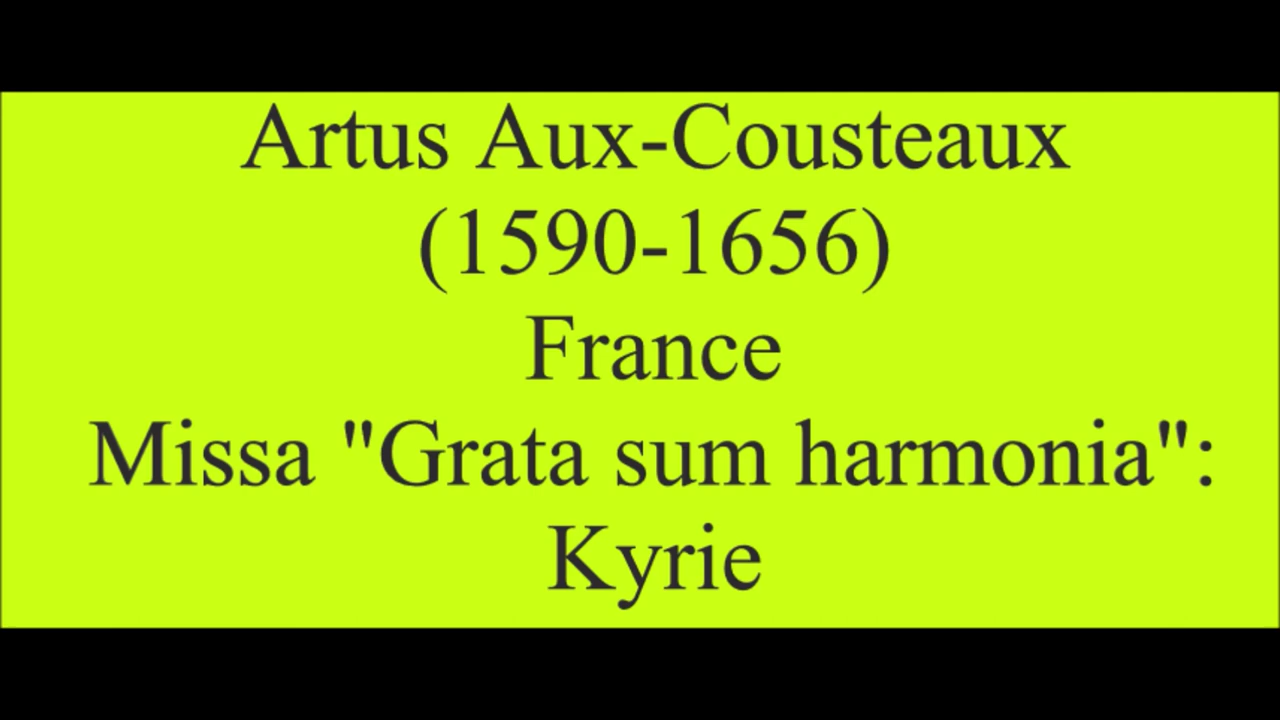 Artus Aux-Cousteaux
(1590-1656)
France
Missa "Grata sum harmonia":
Kyrie